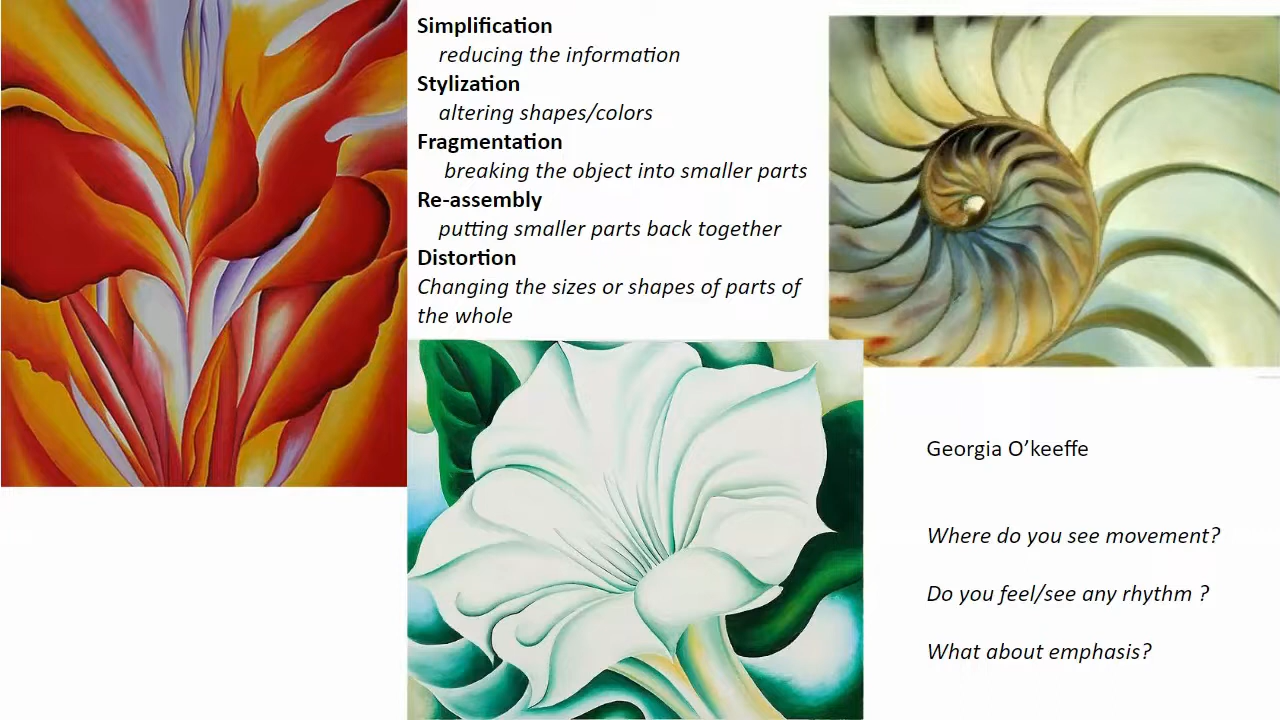 Simplification
reducing the information
Stylization
altering shapes/colors
Fragmentation
breaking the object into smaller parts
Re-assembly
putting smaller parts back together
Distortion
Changing the sizes or shapes of parts of
the whole
Georgia O’keeffe
Where do you see movement?
Do you feel/see any rhythm ?
What about emphasis?